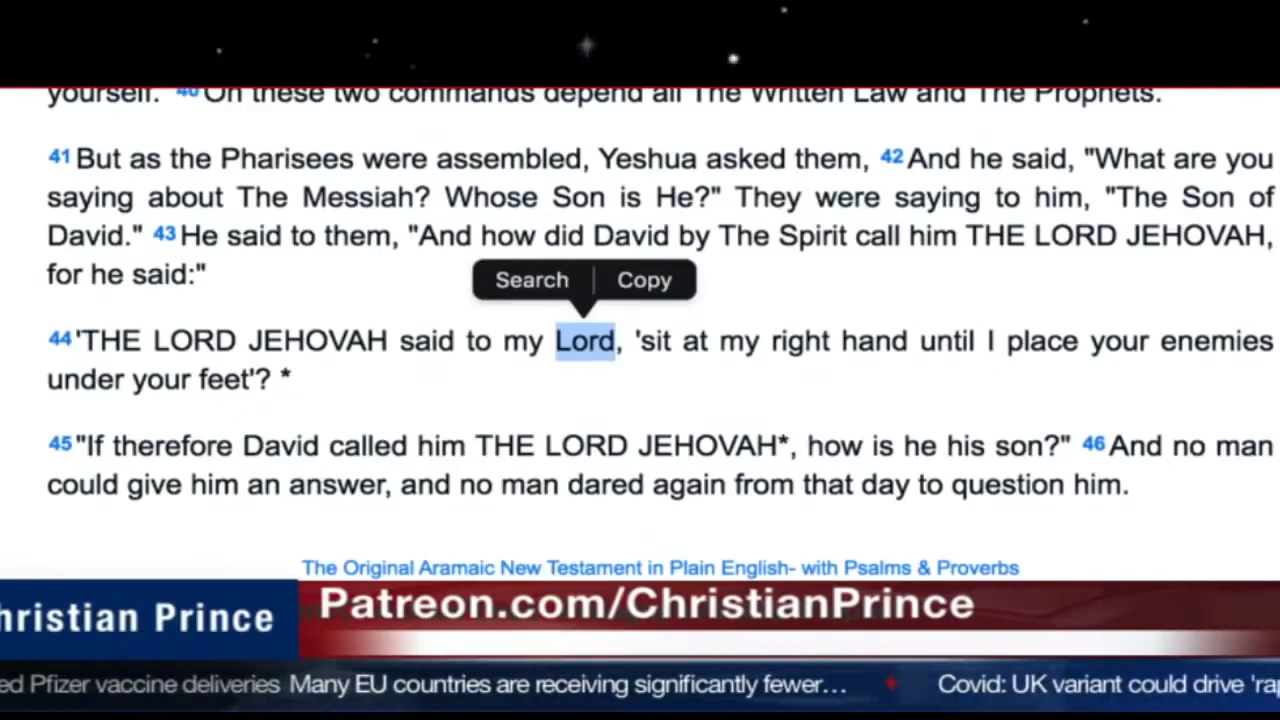 yourself. 40 On these two commands depend all The Written Law and The Prophets.
41 But as the Pharisees were assembled, Yeshua asked them, 42 And he said, "What are you
saying about The Messiah? Whose Son is He?" They were saying to him, "The Son of
David." 43 He said to them, "And how did David by The Spirit call him THE LORD JEHOVAH,
for he said:"
Search Copy
44 'THE LORD JEHOVAH said to my Lord, 'sit at my right hand until I place your enemies
under your feet'? *
45 "If therefore David called him THE LORD JEHOVAH*, how is he his son?" 46 And no man
could give him an answer, and no man dared again from that day to question him.
The Original Aramaic New Testament in Plain English- with Psalms & Proverbs
hristian Prince
Patreon.com/ChristianPrince
ed Pfizer vaccine deliveries Many EU countries are receiving significantly fewer... Covid: UK variant could drive 'rap